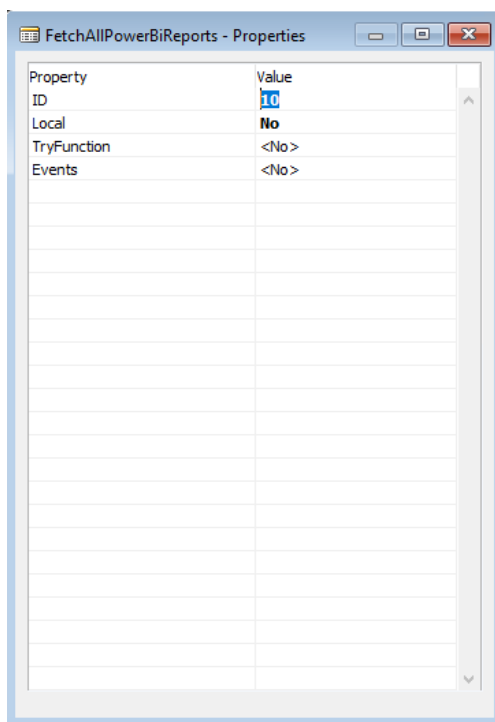 FetchAllPowerBiReports - Properties
Property Value
ID 10
Local No
TryFunction <No>
Events <No>